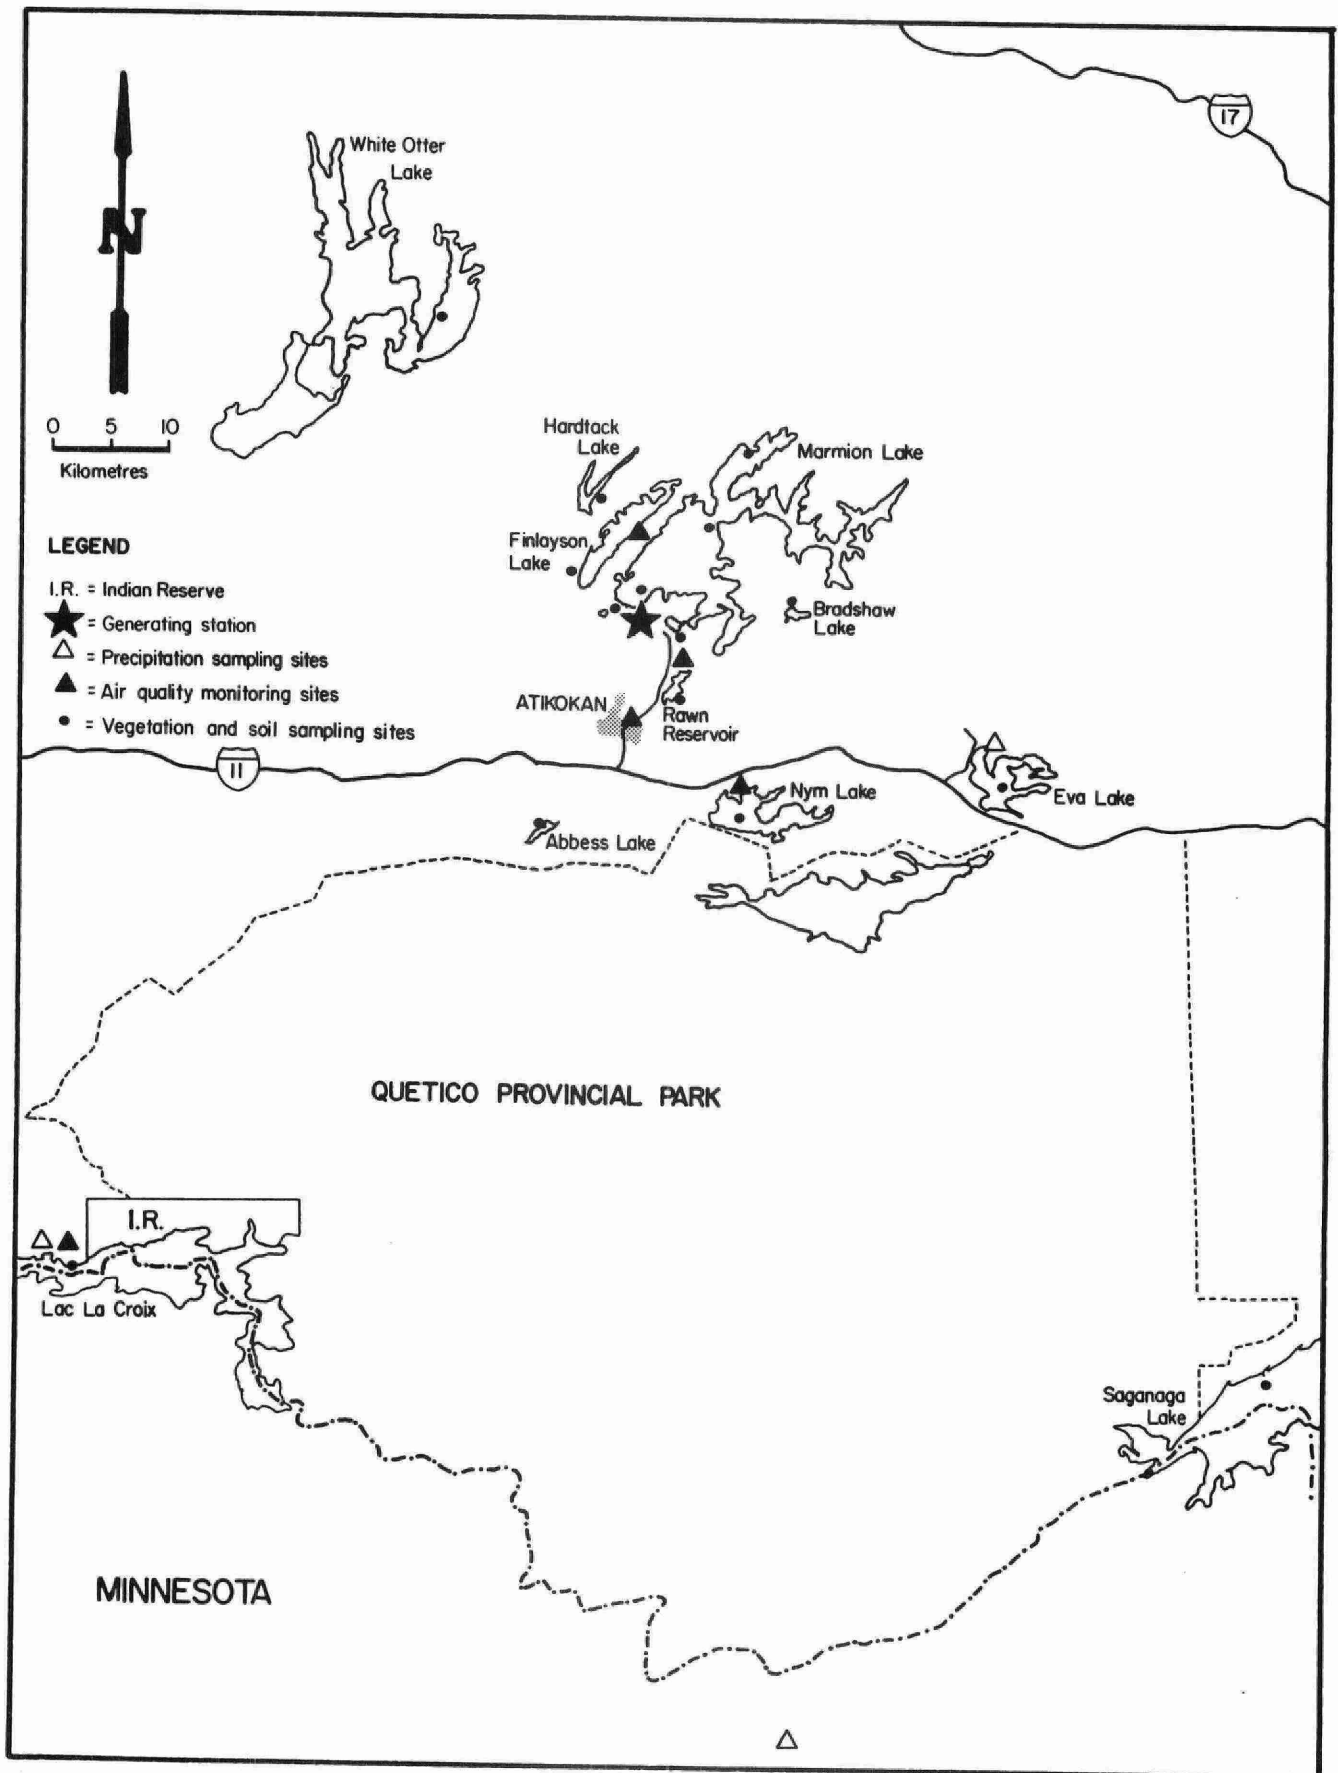 17
White Otter
Lake
N
0 5 10
Kilometres
Hardtack
Lake
Marmion Lake
Finlayson
Lake
Bradshaw
Lake
LEGEND
I.R. = Indian Reserve
= Generating station
= Precipitation sampling sites
= Air quality monitoring sites
= Vegetation and soil sampling sites
ATIKOKAN
Rawn
Reservoir
11
Nym Lake
Eva Lake
Abbess Lake
QUETICO PROVINCIAL PARK
I.R.
Lac La Croix
Saganaga
Lake
MINNESOTA